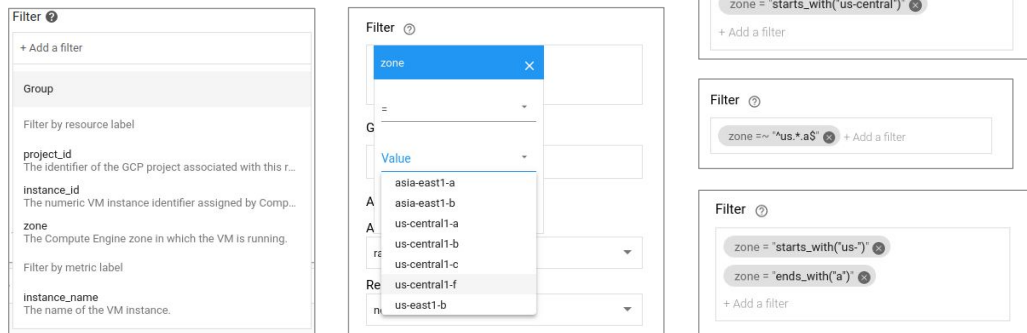 Filter
+ Add a filter
Group
Filter by resource label
project_id
The identifier of the GCP project associated with this r...
instance_id
The numeric VM instance identifier assigned by Comp...
zone
The Compute Engine zone in which the VM is running.
Filter by metric label
instance_name
The name of the VM instance.
Filter
zone
=
G
Value
asia-east1-a
asia-east1-b
A
us-central1-a
A
us-central1-b
ra
us-central1-c
Re
us-central1-f
us-east1-b
zone = "starts_with("us-central")"
+ Add a filter
Filter
zone =~ "^us.*.a$" + Add a filter
Filter
zone = "starts_with("us-")"
zone = "ends_with("a")"
+ Add a filter